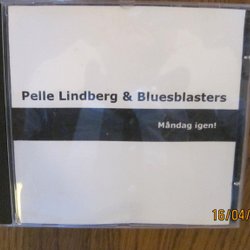 Pelle Lindberg & Bluesblasters
Måndag igen!
16/04